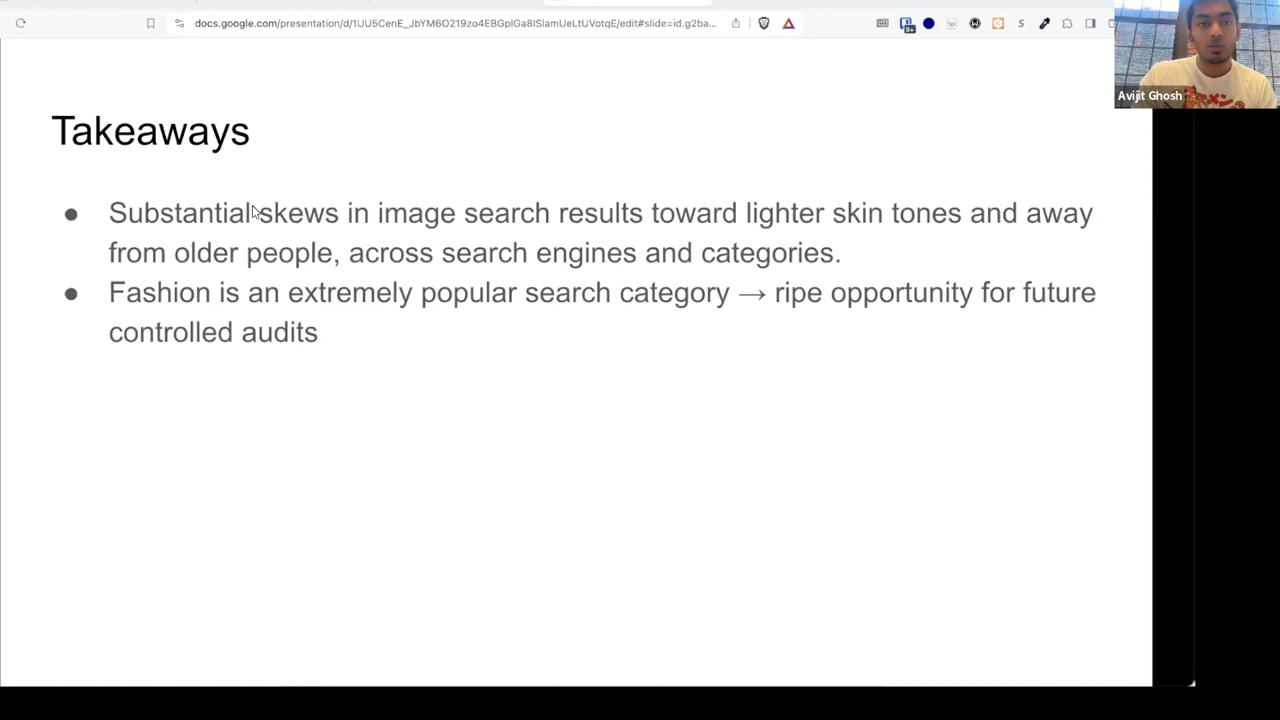 docs.google.com/presentation/d/1UU5CenE_JbYM6O219zo4EBGpIGa8ISIamUeLtUVotqE/edit#slide=id.g2ba...
9+
S
Avijit Ghosh
Takeaways
● Substantial skews in image search results toward lighter skin tones and away
from older people, across search engines and categories.
● Fashion is an extremely popular search category → ripe opportunity for future
controlled audits